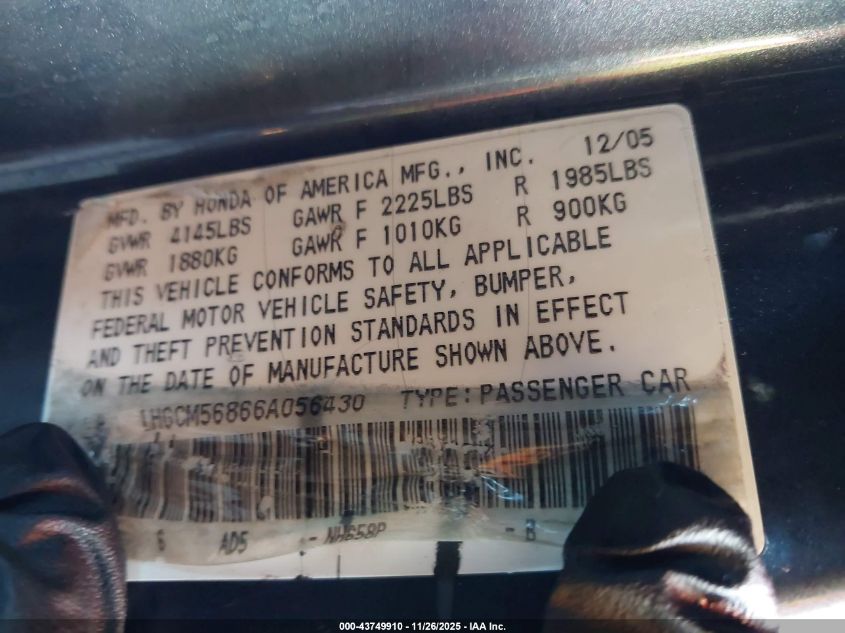 MFD. BY HONDA OF AMERICA MFG., INC. 12/05
GVWR 4145LBS GAWR F 2225LBS R 1985LBS
GVWR 1880KG GAWR F 1010KG R 900KG
THIS VEHICLE CONFORMS TO ALL APPLICABLE
FEDERAL MOTOR VEHICLE SAFETY, BUMPER,
AND THEFT PREVENTION STANDARDS IN EFFECT
ON THE DATE OF MANUFACTURE SHOWN ABOVE.
1HGCM56866A056430 TYPE:PASSENGER CAR
6 AD5 - NH658P - B
000-43749910 - 11/26/2025 - IAA Inc.